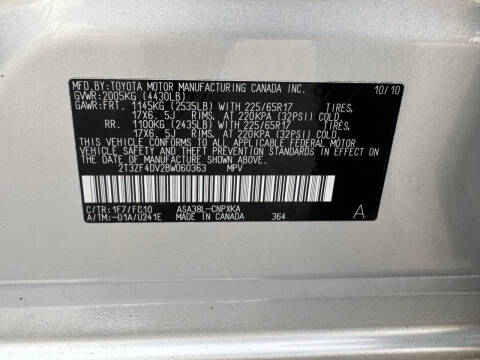 MFD.BY:TOYOTA MOTOR MANUFACTURING CANADA INC. 10/10
GVWR:2005KG (4430LB)
GAWR:FRT. 1145KG (2535LB) WITH 225/65R17 TIRES,
17X6.5J RIMS, AT 220KPA (32PSI) COLD
RR. 1100KG (2435LB) WITH 225/65R17 TIRES,
17X6.5J RIMS, AT 220KPA (32PSI) COLD
THIS VEHICLE CONFORMS TO ALL APPLICABLE FEDERAL MOTOR
VEHICLE SAFETY AND THEFT PREVENTION STANDARDS IN EFFECT ON
THE DATE OF MANUFACTURE SHOWN ABOVE.
2T3ZF4DV2BW060363 MPV
C/TR:1F7/FC10 ASA38L-CNPXKA
A/TM:-01A/U241E MADE IN CANADA 364 A